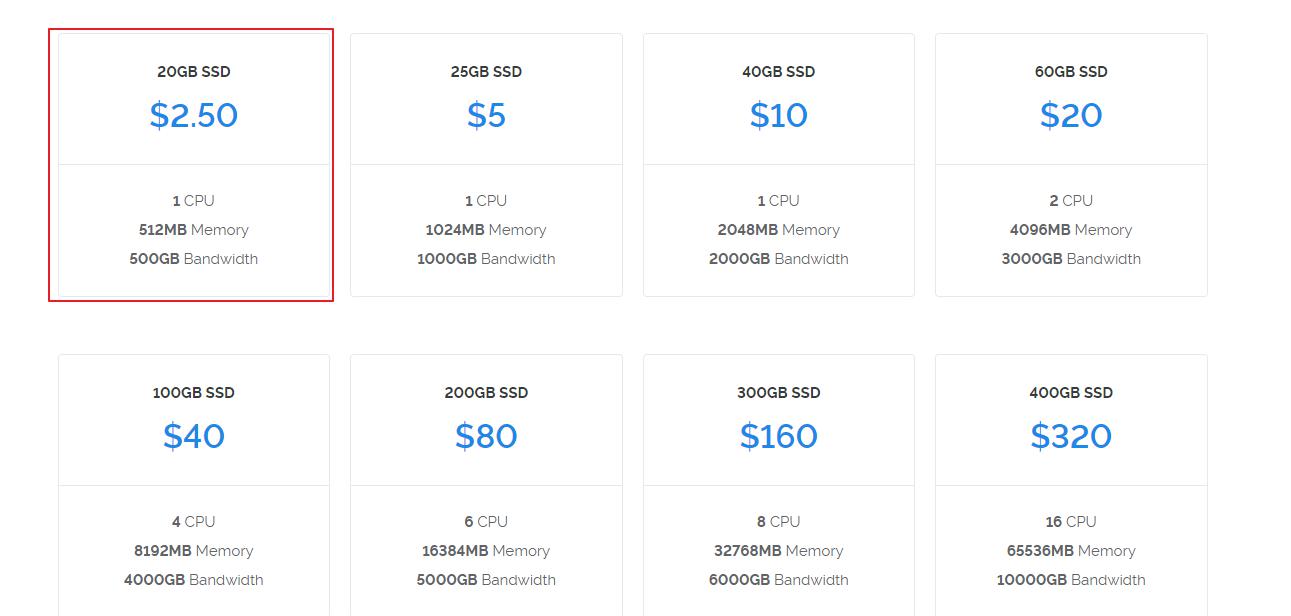 20GB SSD
$2.50
1 CPU
512MB Memory
500GB Bandwidth
25GB SSD
$5
1 CPU
1024MB Memory
1000GB Bandwidth
40GB SSD
$10
1 CPU
2048MB Memory
2000GB Bandwidth
60GB SSD
$20
2 CPU
4096MB Memory
3000GB Bandwidth
100GB SSD
$40
4 CPU
8192MB Memory
4000GB Bandwidth
200GB SSD
$80
6 CPU
16384MB Memory
5000GB Bandwidth
300GB SSD
$160
8 CPU
32768MB Memory
6000GB Bandwidth
400GB SSD
$320
16 CPU
65536MB Memory
10000GB Bandwidth